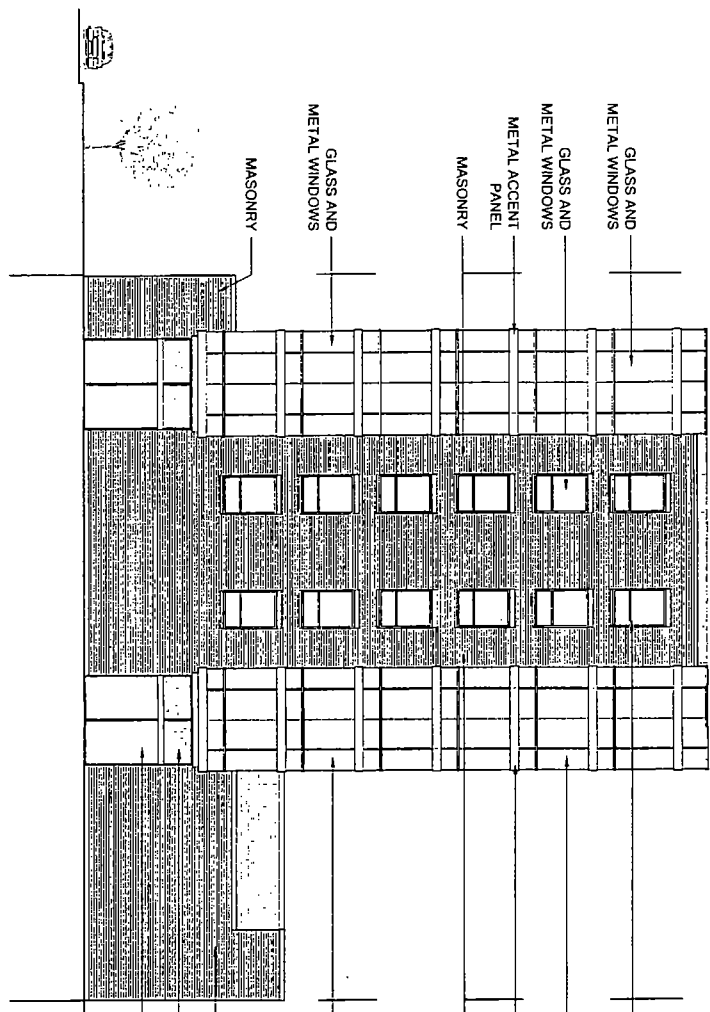 GLASS AND
METAL WINDOWS
GLASS AND
METAL WINDOWS
METAL ACCENT
PANEL
MASONRY
GLASS AND
METAL WINDOWS
MASONRY